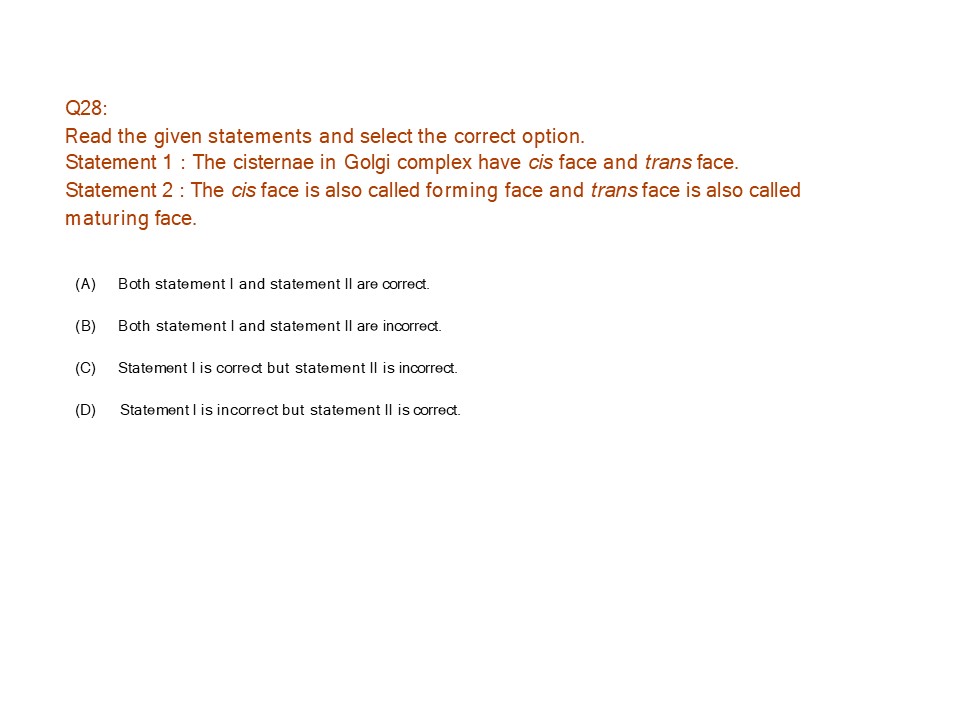 Q28:
Read the given statements and select the correct option.
Statement 1 : The cisternae in Golgi complex have cis face and trans face.
Statement 2 : The cis face is also called forming face and trans face is also called
maturing face.
(A) Both statement I and statement II are correct.
(B) Both statement I and statement II are incorrect.
(C) Statement I is correct but statement II is incorrect.
(D) Statement I is incorrect but statement II is correct.